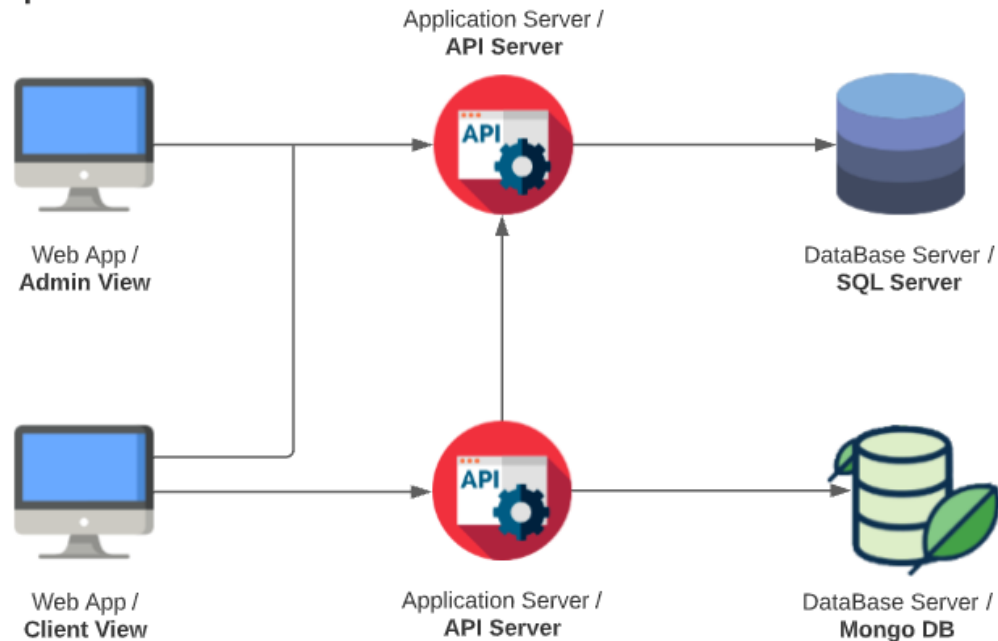 Application Server /
API Server
API
Web App /
Admin View
DataBase Server /
SQL Server
API
Web App /
Client View
Application Server /
API Server
DataBase Server /
Mongo DB